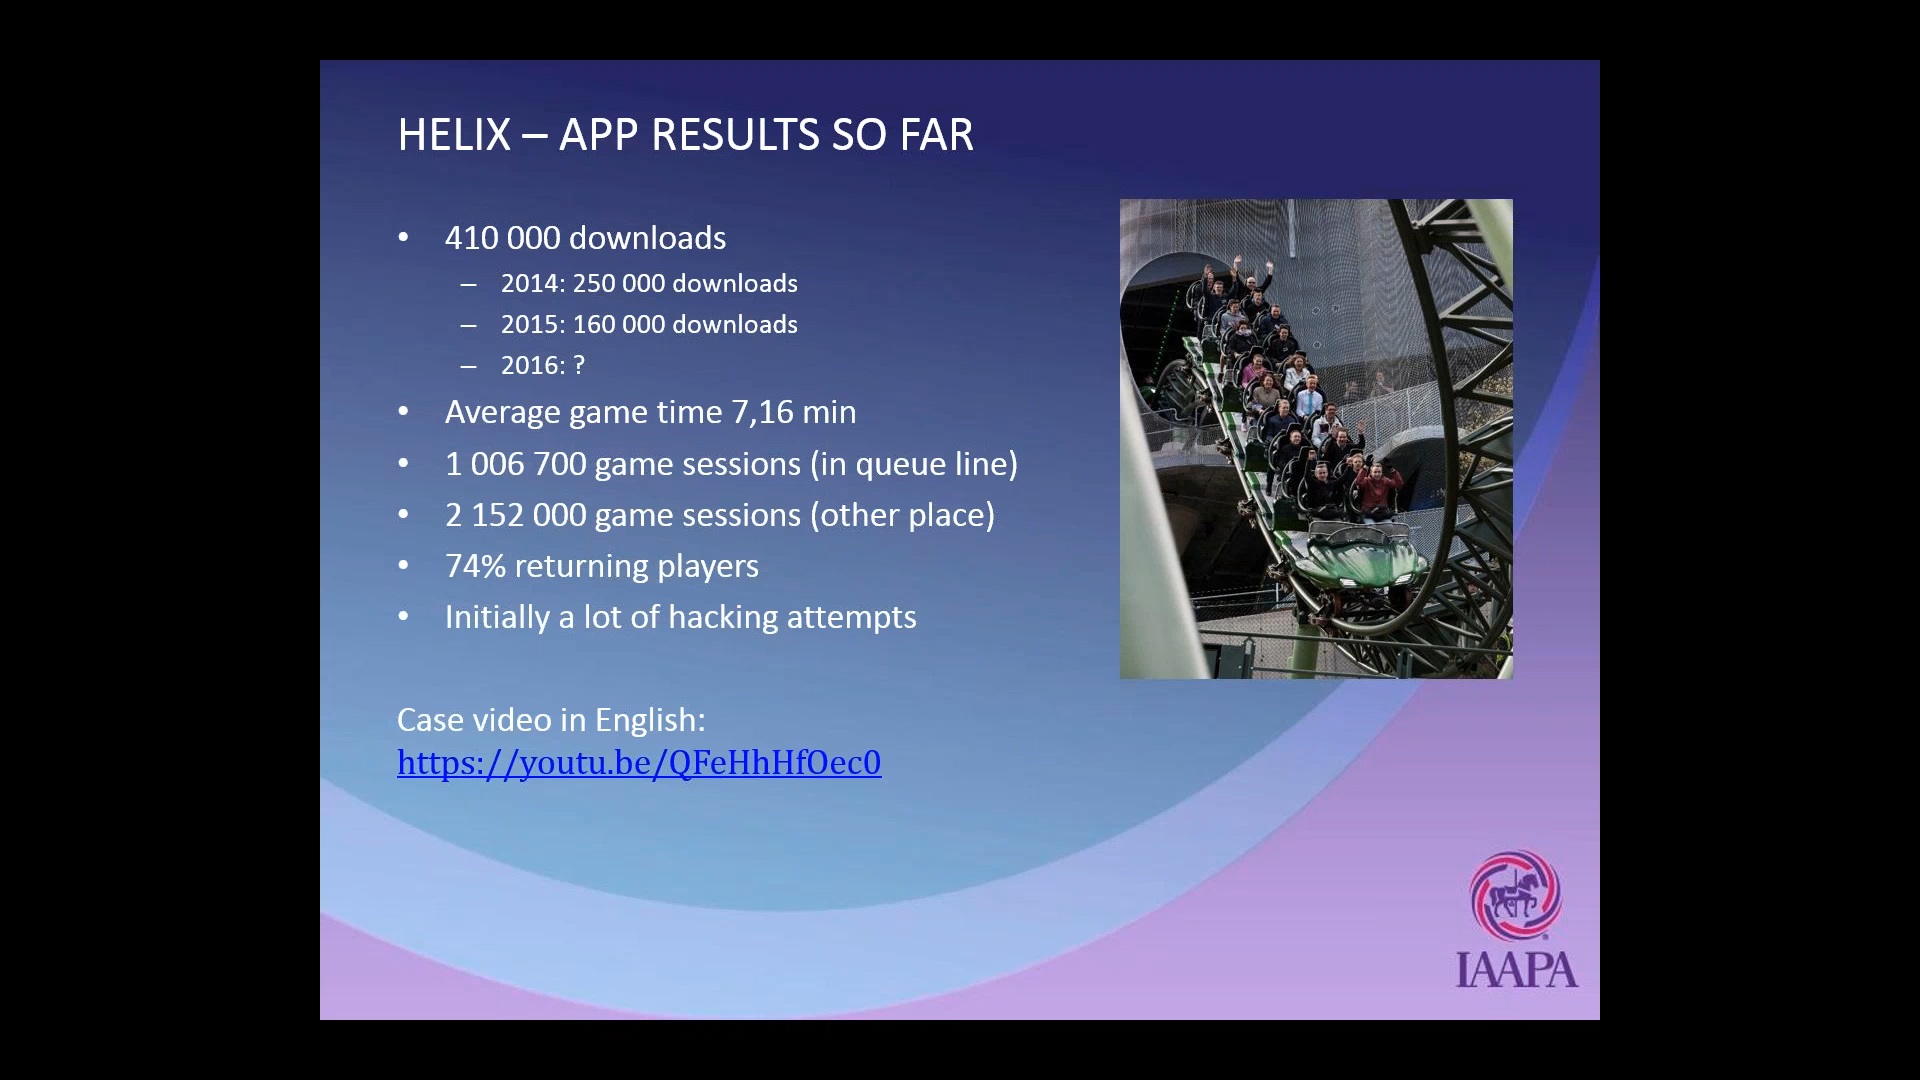 HELIX – APP RESULTS SO FAR
• 410 000 downloads
– 2014: 250 000 downloads
– 2015: 160 000 downloads
– 2016: ?
• Average game time 7,16 min
• 1 006 700 game sessions (in queue line)
• 2 152 000 game sessions (other place)
• 74% returning players
• Initially a lot of hacking attempts
Case video in English:
https://youtu.be/QFeHhHfOec0
IAAPA